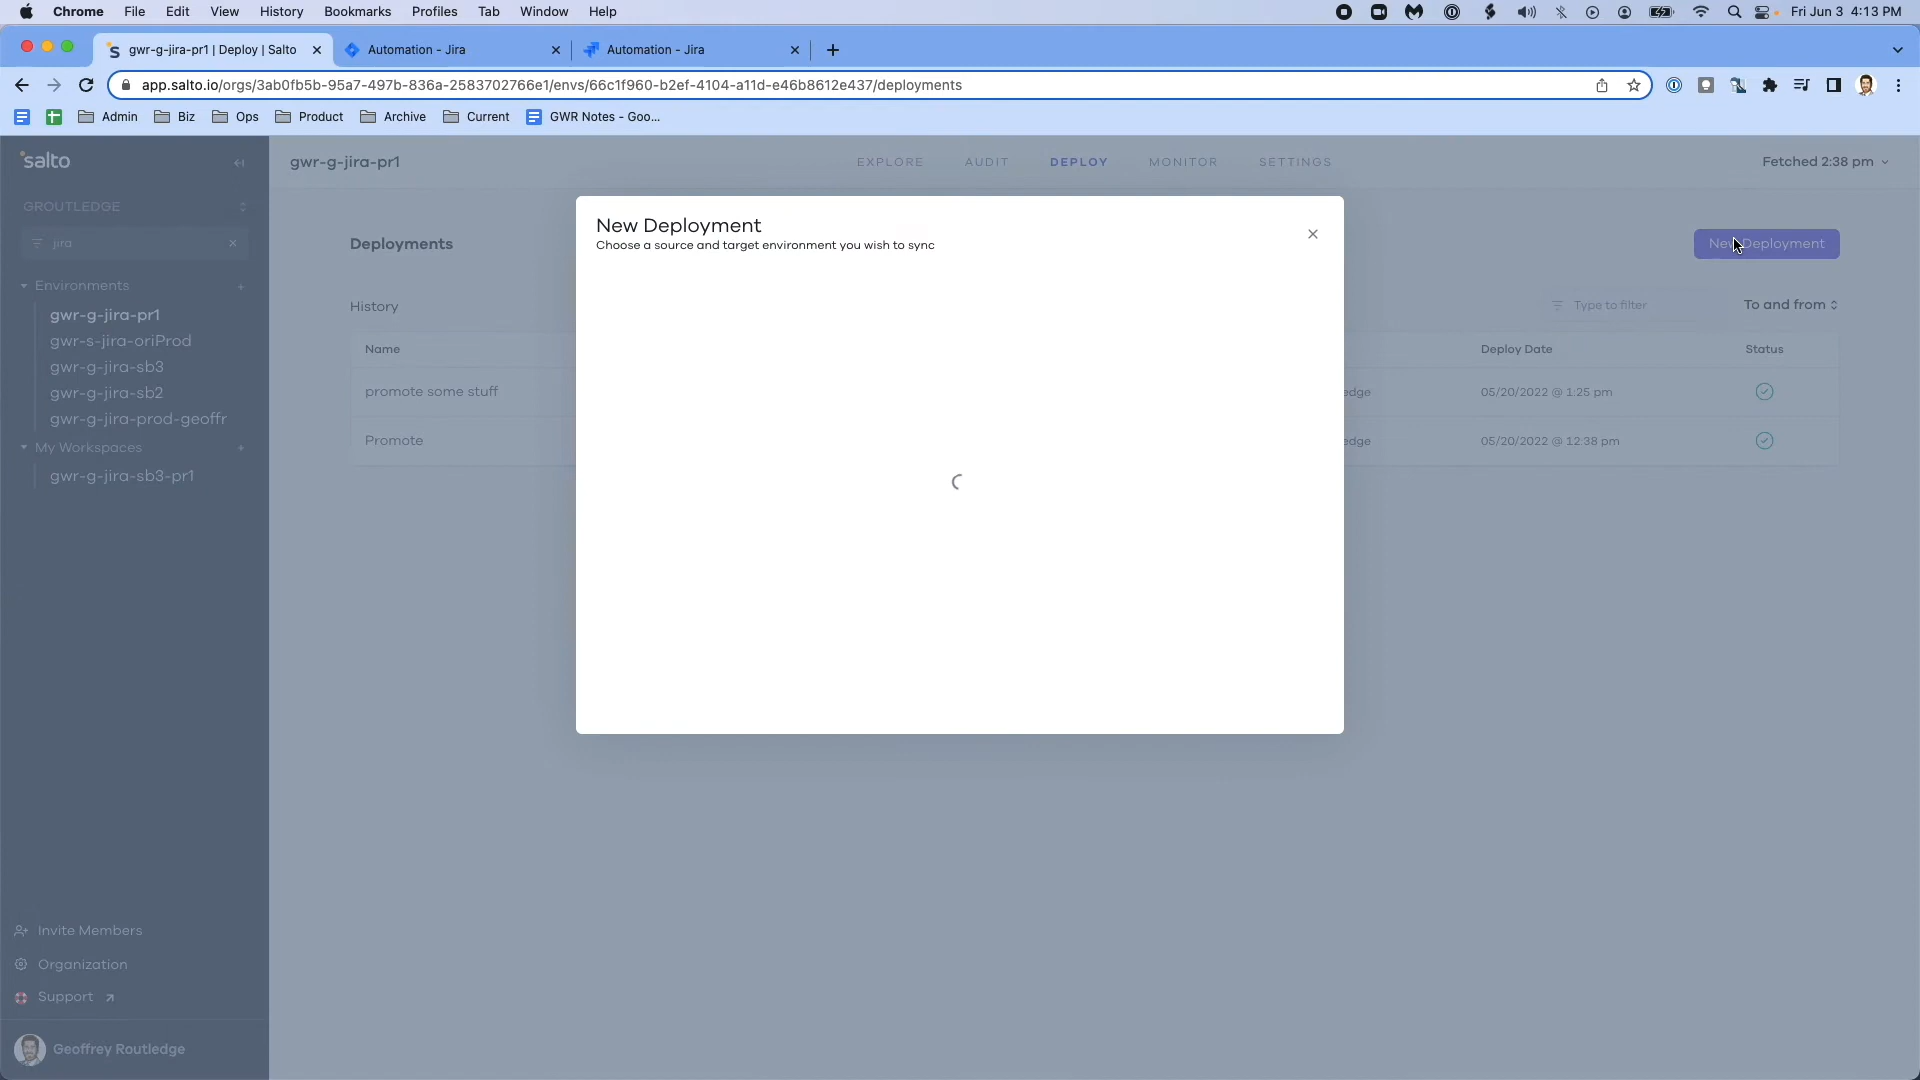 Chrome File Edit View History Bookmarks Profiles Tab Window Help Fri Jun 3 4:13 PM
gwr-g-jira-pr1 | Deploy | Salto Automation - Jira Automation - Jira
app.salto.io/orgs/3ab0fb5b-95a7-497b-836a-2583702766e1/envs/66c1f960-b2ef-4104-a11d-e46b8612e437/deployments
Admin Biz Ops Product Archive Current GWR Notes - Goo...
salto gwr-g-jira-pr1 EXPLORE AUDIT DEPLOY MONITOR SETTINGS Fetched 2:38 pm
GROUTLEDGE
jira
Environments
gwr-g-jira-pr1
gwr-s-jira-oriProd
gwr-g-jira-sb3
gwr-g-jira-sb2
gwr-g-jira-prod-geoffr
My Workspaces
gwr-g-jira-sb3-pr1
Invite Members
Organization
Support
Geoffrey Routledge
Deployments New Deployment
History Type to filter To and from
Name Deploy Date Status
promote some stuff edge 05/20/2022 @ 1:25 pm
Promote edge 05/20/2022 @ 12:38 pm
New Deployment
Choose a source and target environment you wish to sync